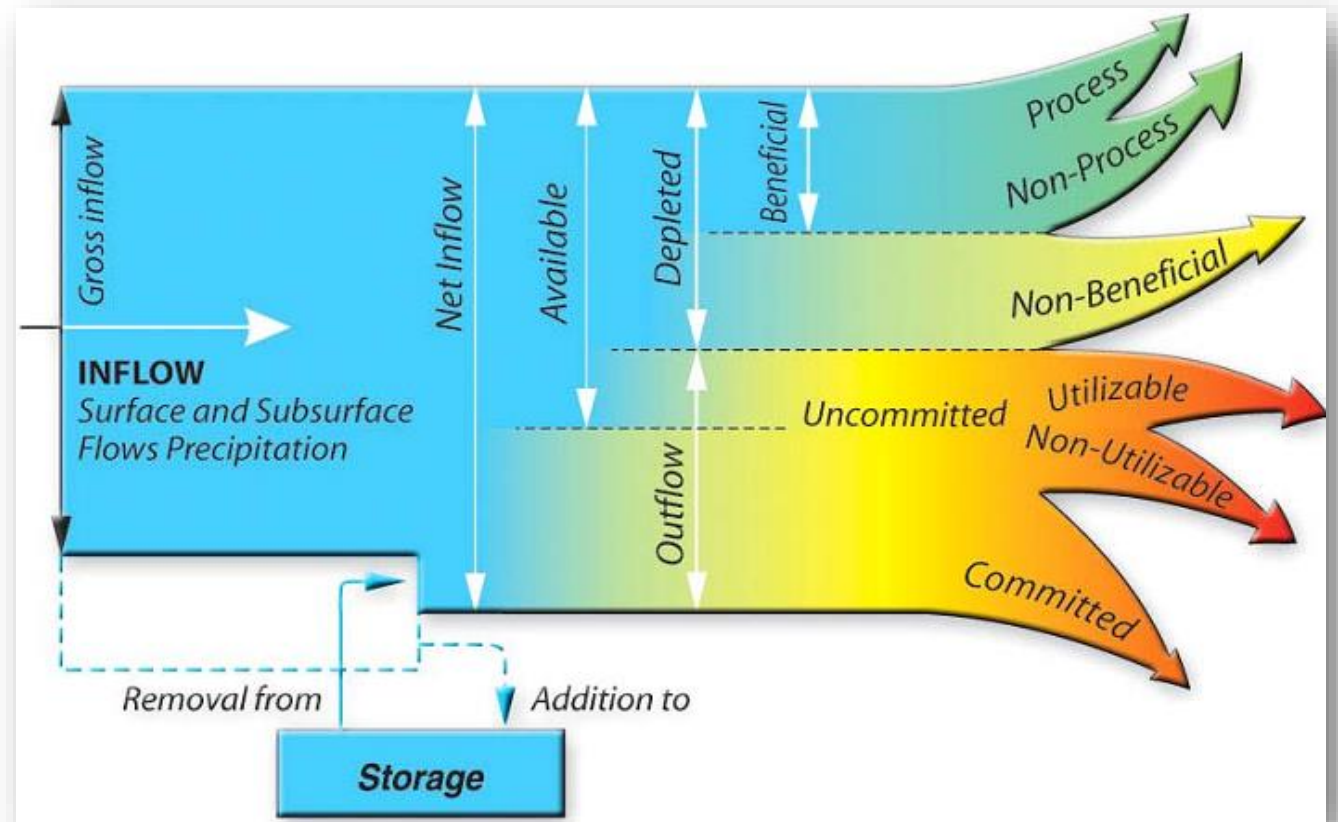 Gross inflow
INFLOW
Surface and Subsurface
Flows Precipitation
Net Inflow
Available
Depleted
Beneficial
Outflow
Uncommitted
Process
Non-Process
Non-Beneficial
Utilizable
Non-Utilizable
Committed
Removal from
Addition to
Storage